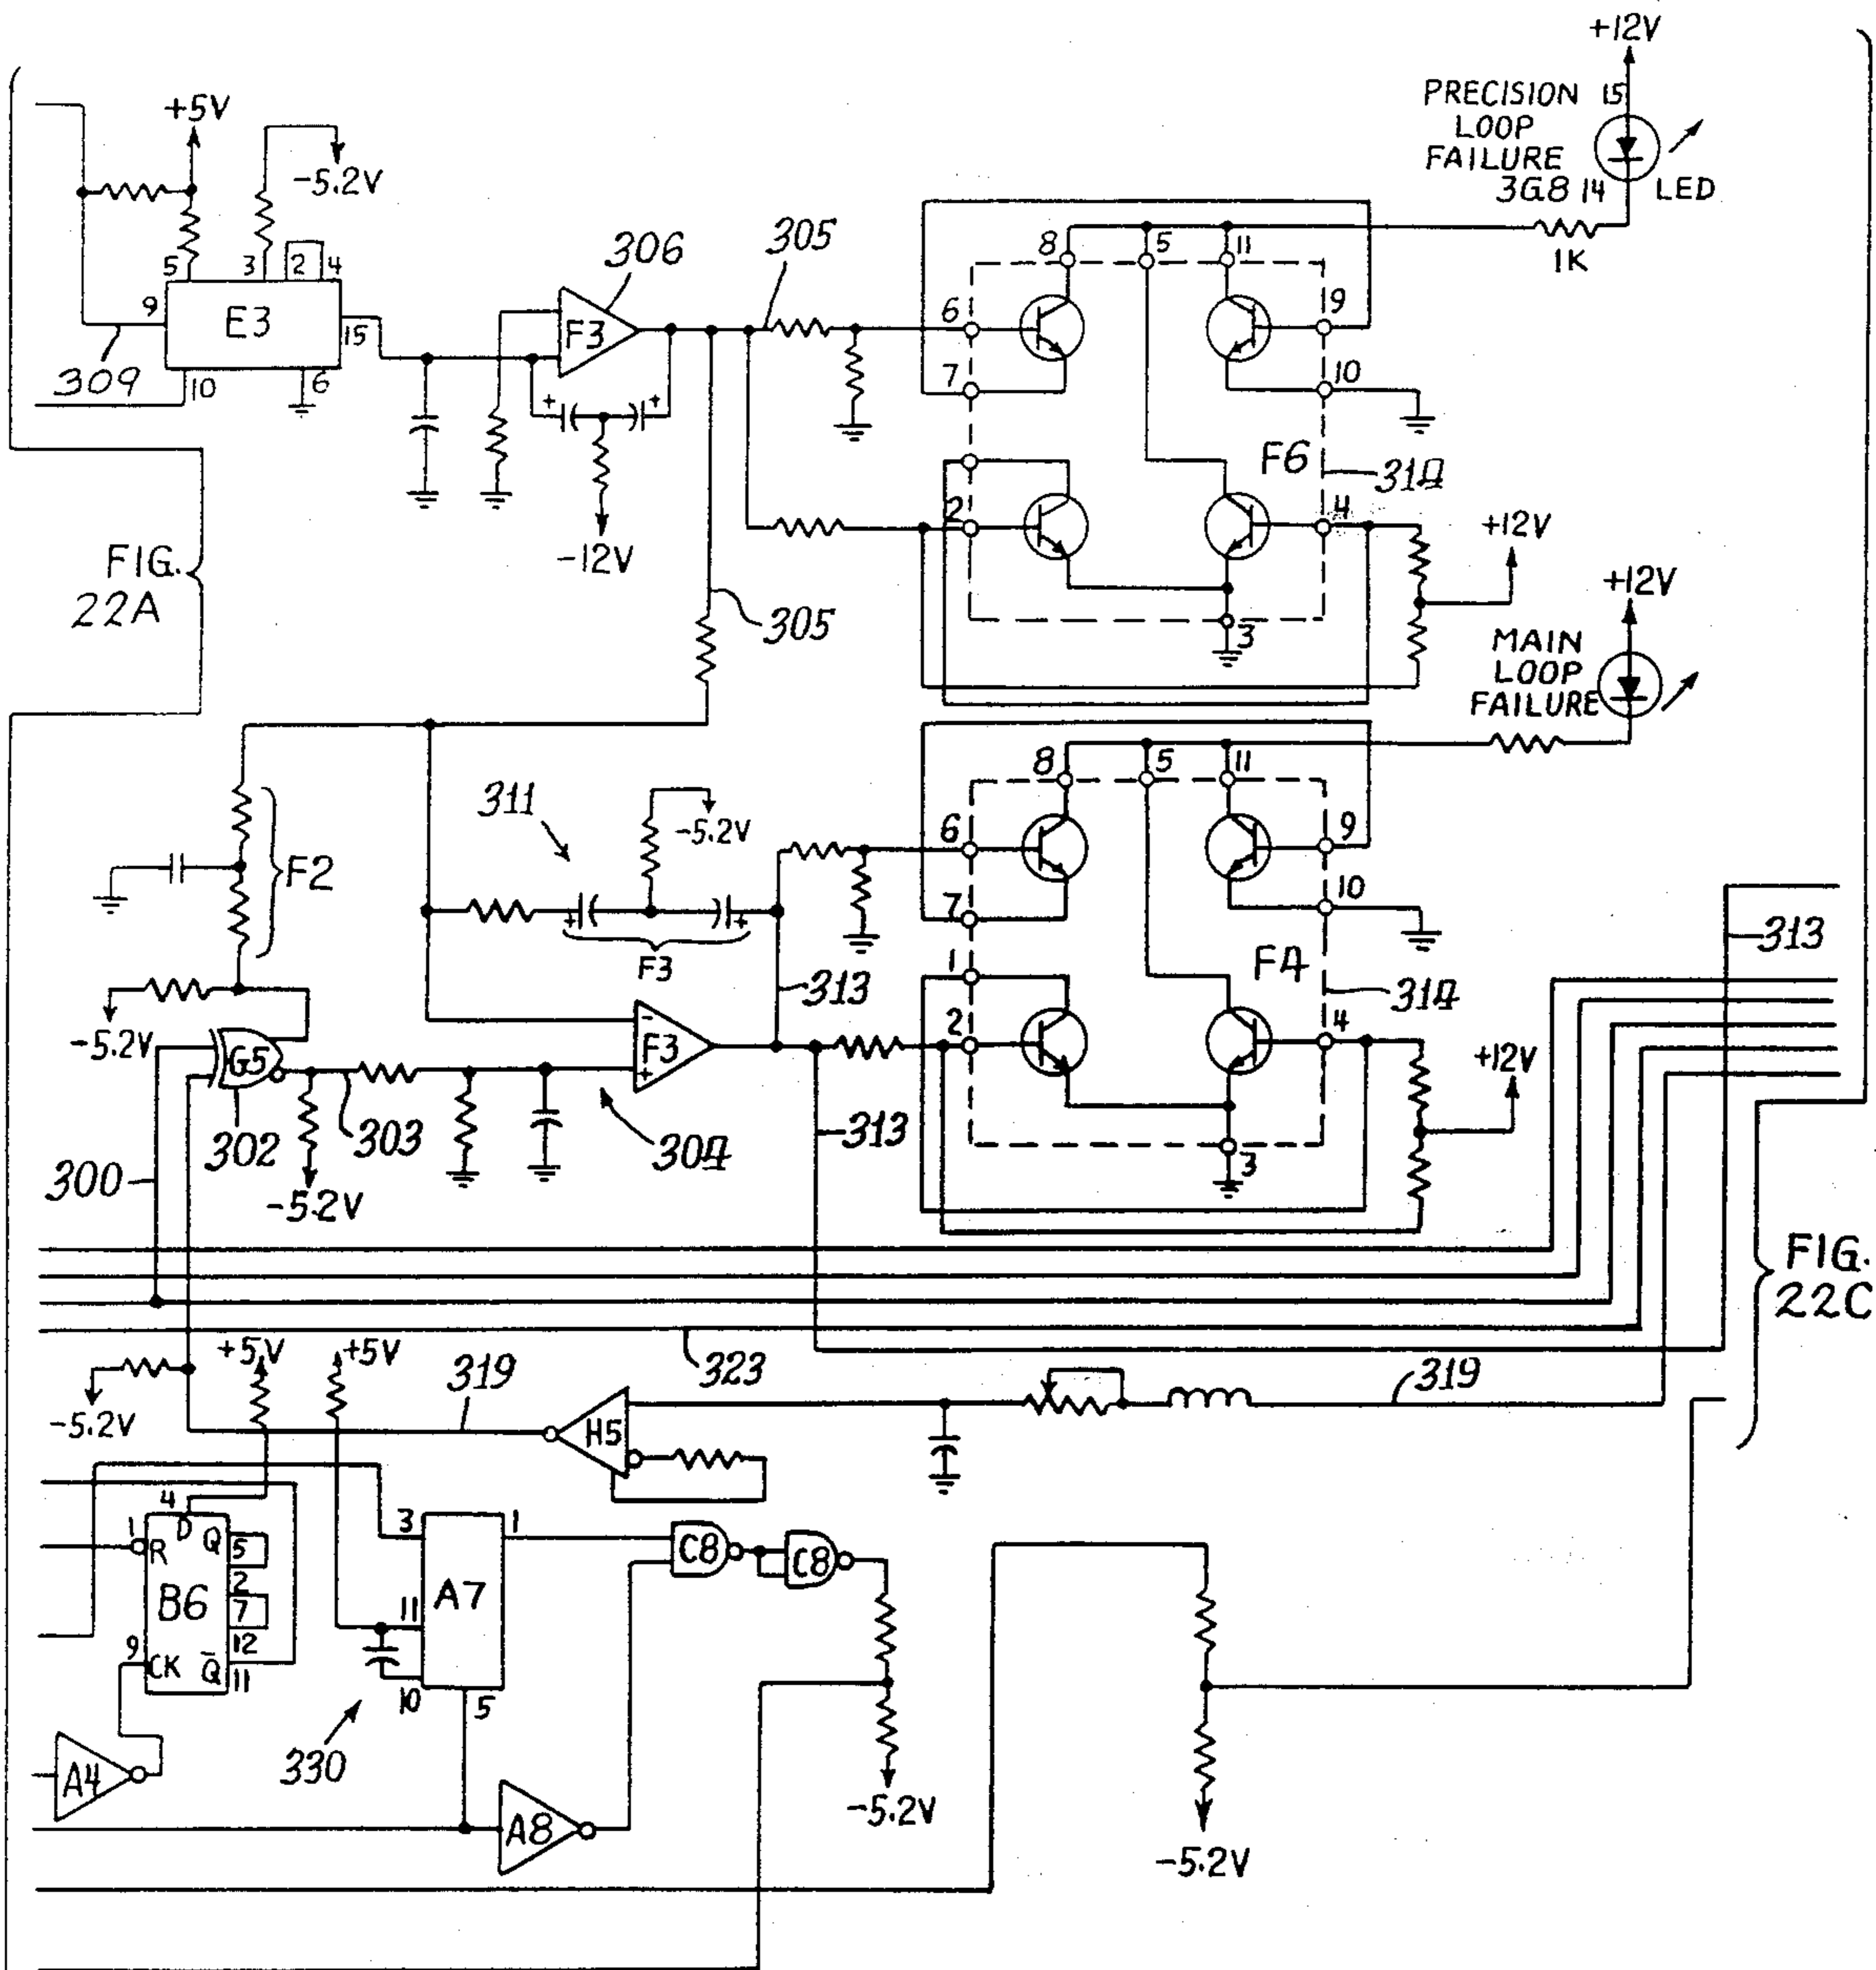 +12V
PRECISION 15
LOOP
FAILURE
3G8 14 LED
1K
+5V
-5.2V
5 3 2 4
9 E3 15
309 10 6
306
F3
305
+ +
-12V
8 5 11
6 9
7 10
F6
314
2 4
3
+12V
305
FIG.
22A
+12V
MAIN
LOOP
FAILURE
8 5 11
6 9
7 10
1
F4
314
2 4
3
+12V
311
-5.2V
F2
+ +
F3
313
313
-5.2V
G5
302
303
-5.2V
-
F3
+
304
313
300
FIG.
22C
323
+5V
+5V
-5.2V
319
H5
319
4
1 D Q 5
R 2
B6 7
9 12
CK Q̅ 11
3 1
A7
11
10 5
C8
C8
330
A4
A8
-5.2V
-5.2V